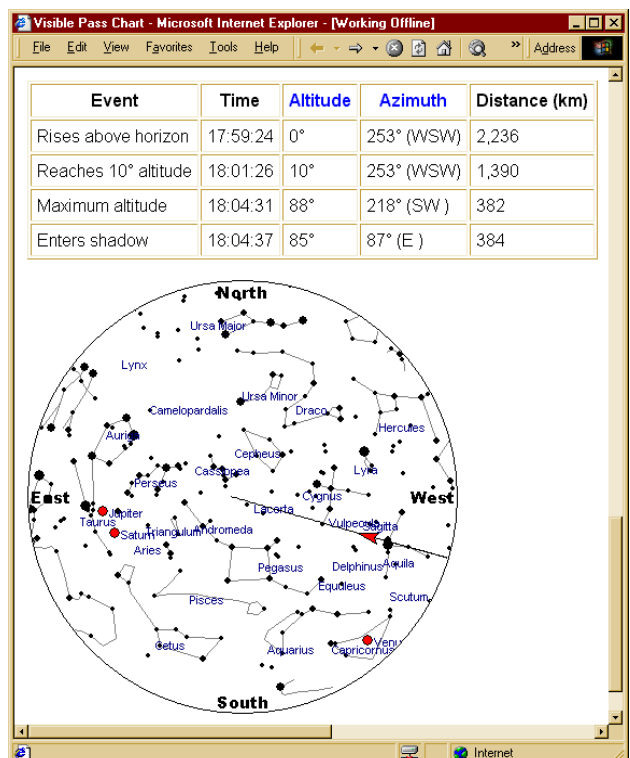 Visible Pass Chart - Microsoft Internet Explorer - [Working Offline]
File Edit View Favorites Tools Help » Address
Event Time Altitude Azimuth Distance (km)
Rises above horizon 17:59:24 0° 253° (WSW) 2,236
Reaches 10° altitude 18:01:26 10° 253° (WSW) 1,390
Maximum altitude 18:04:31 88° 218° (SW ) 382
Enters shadow 18:04:37 85° 87° (E ) 384
North
Ursa Major
Lynx
Ursa Minor
Camelopardalis Draco
Hercules
Auriga
Cepheus
Cassiopea Lyra
Perseus
East Cygnus West
Jupiter Lacorta
Taurus Vulpecula Sagitta
Saturn Triangulum Andromeda
Aries
Pegasus Delphinus Aquila
Equuleus
Pisces Scutum
Cetus Aquarius Capricornus Venu
South
Internet